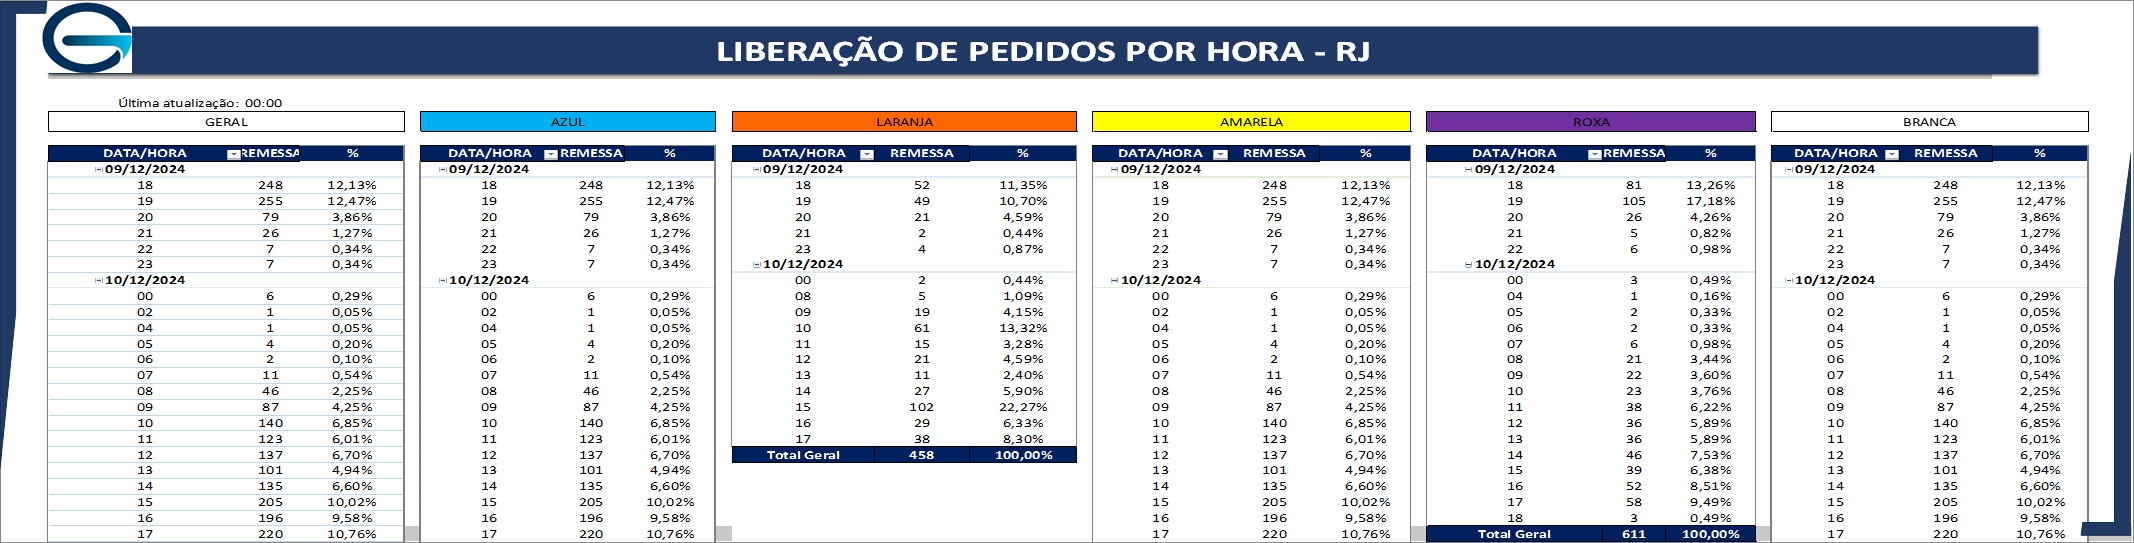 LIBERAÇÃO DE PEDIDOS POR HORA - RJ
Última atualização: 00:00
GERAL
DATA/HORA REMESSA %
09/12/2024
18 248 12,13%
19 255 12,47%
20 79 3,86%
21 26 1,27%
22 7 0,34%
23 7 0,34%
10/12/2024
00 6 0,29%
02 1 0,05%
04 1 0,05%
05 4 0,20%
06 2 0,10%
07 11 0,54%
08 46 2,25%
09 87 4,25%
10 140 6,85%
11 123 6,01%
12 137 6,70%
13 101 4,94%
14 135 6,60%
15 205 10,02%
16 196 9,58%
17 220 10,76%
AZUL
DATA/HORA REMESSA %
09/12/2024
18 248 12,13%
19 255 12,47%
20 79 3,86%
21 26 1,27%
22 7 0,34%
23 7 0,34%
10/12/2024
00 6 0,29%
02 1 0,05%
04 1 0,05%
05 4 0,20%
06 2 0,10%
07 11 0,54%
08 46 2,25%
09 87 4,25%
10 140 6,85%
11 123 6,01%
12 137 6,70%
13 101 4,94%
14 135 6,60%
15 205 10,02%
16 196 9,58%
17 220 10,76%
LARANJA
DATA/HORA REMESSA %
09/12/2024
18 52 11,35%
19 49 10,70%
20 21 4,59%
21 2 0,44%
23 4 0,87%
10/12/2024
00 2 0,44%
08 5 1,09%
09 19 4,15%
10 61 13,32%
11 15 3,28%
12 21 4,59%
13 11 2,40%
14 27 5,90%
15 102 22,27%
16 29 6,33%
17 38 8,30%
Total Geral 458 100,00%
AMARELA
DATA/HORA REMESSA %
09/12/2024
18 248 12,13%
19 255 12,47%
20 79 3,86%
21 26 1,27%
22 7 0,34%
23 7 0,34%
10/12/2024
00 6 0,29%
02 1 0,05%
04 1 0,05%
05 4 0,20%
06 2 0,10%
07 11 0,54%
08 46 2,25%
09 87 4,25%
10 140 6,85%
11 123 6,01%
12 137 6,70%
13 101 4,94%
14 135 6,60%
15 205 10,02%
16 196 9,58%
17 220 10,76%
ROXA
DATA/HORA REMESSA %
09/12/2024
18 81 13,26%
19 105 17,18%
20 26 4,26%
21 5 0,82%
22 6 0,98%
10/12/2024
00 3 0,49%
04 1 0,16%
05 2 0,33%
06 2 0,33%
07 6 0,98%
08 21 3,44%
09 22 3,60%
10 23 3,76%
11 38 6,22%
12 36 5,89%
13 36 5,89%
14 46 7,53%
15 39 6,38%
16 52 8,51%
17 58 9,49%
18 3 0,49%
Total Geral 611 100,00%
BRANCA
DATA/HORA REMESSA %
09/12/2024
18 248 12,13%
19 255 12,47%
20 79 3,86%
21 26 1,27%
22 7 0,34%
23 7 0,34%
10/12/2024
00 6 0,29%
02 1 0,05%
04 1 0,05%
05 4 0,20%
06 2 0,10%
07 11 0,54%
08 46 2,25%
09 87 4,25%
10 140 6,85%
11 123 6,01%
12 137 6,70%
13 101 4,94%
14 135 6,60%
15 205 10,02%
16 196 9,58%
17 220 10,76%